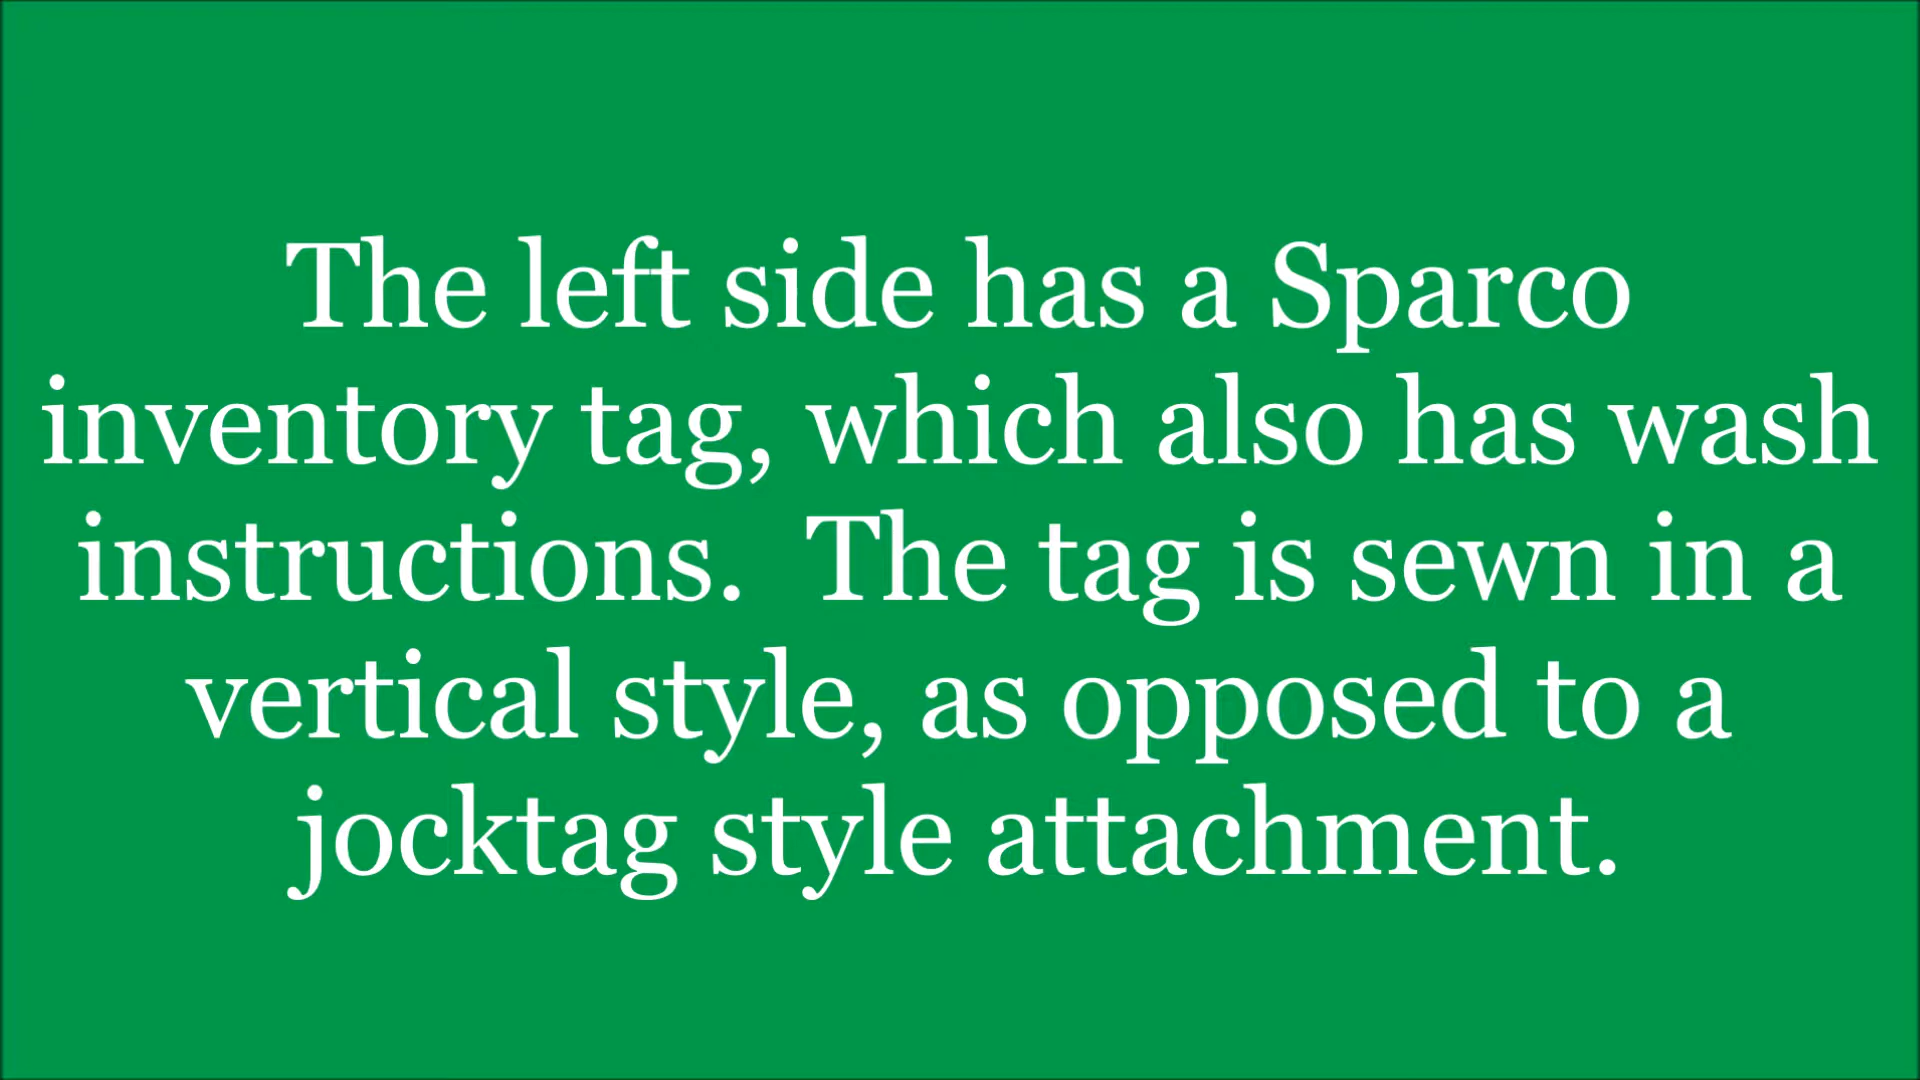 The left side has a Sparco
inventory tag, which also has wash
instructions.  The tag is sewn in a
vertical style, as opposed to a
jocktag style attachment.